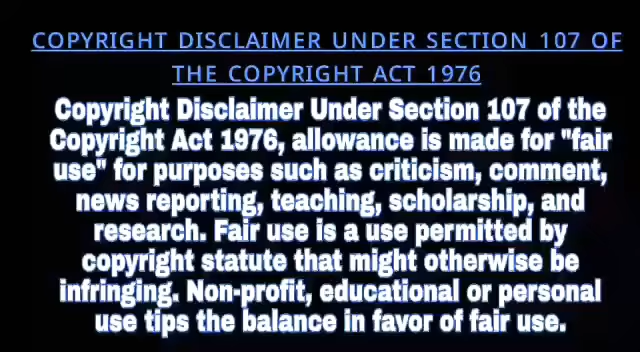 COPYRIGHT DISCLAIMER UNDER SECTION 107 OF
THE COPYRIGHT ACT 1976
Copyright Disclaimer Under Section 107 of the
Copyright Act 1976, allowance is made for "fair
use" for purposes such as criticism, comment,
news reporting, teaching, scholarship, and
research. Fair use is a use permitted by
copyright statute that might otherwise be
infringing. Non-profit, educational or personal
use tips the balance in favor of fair use.